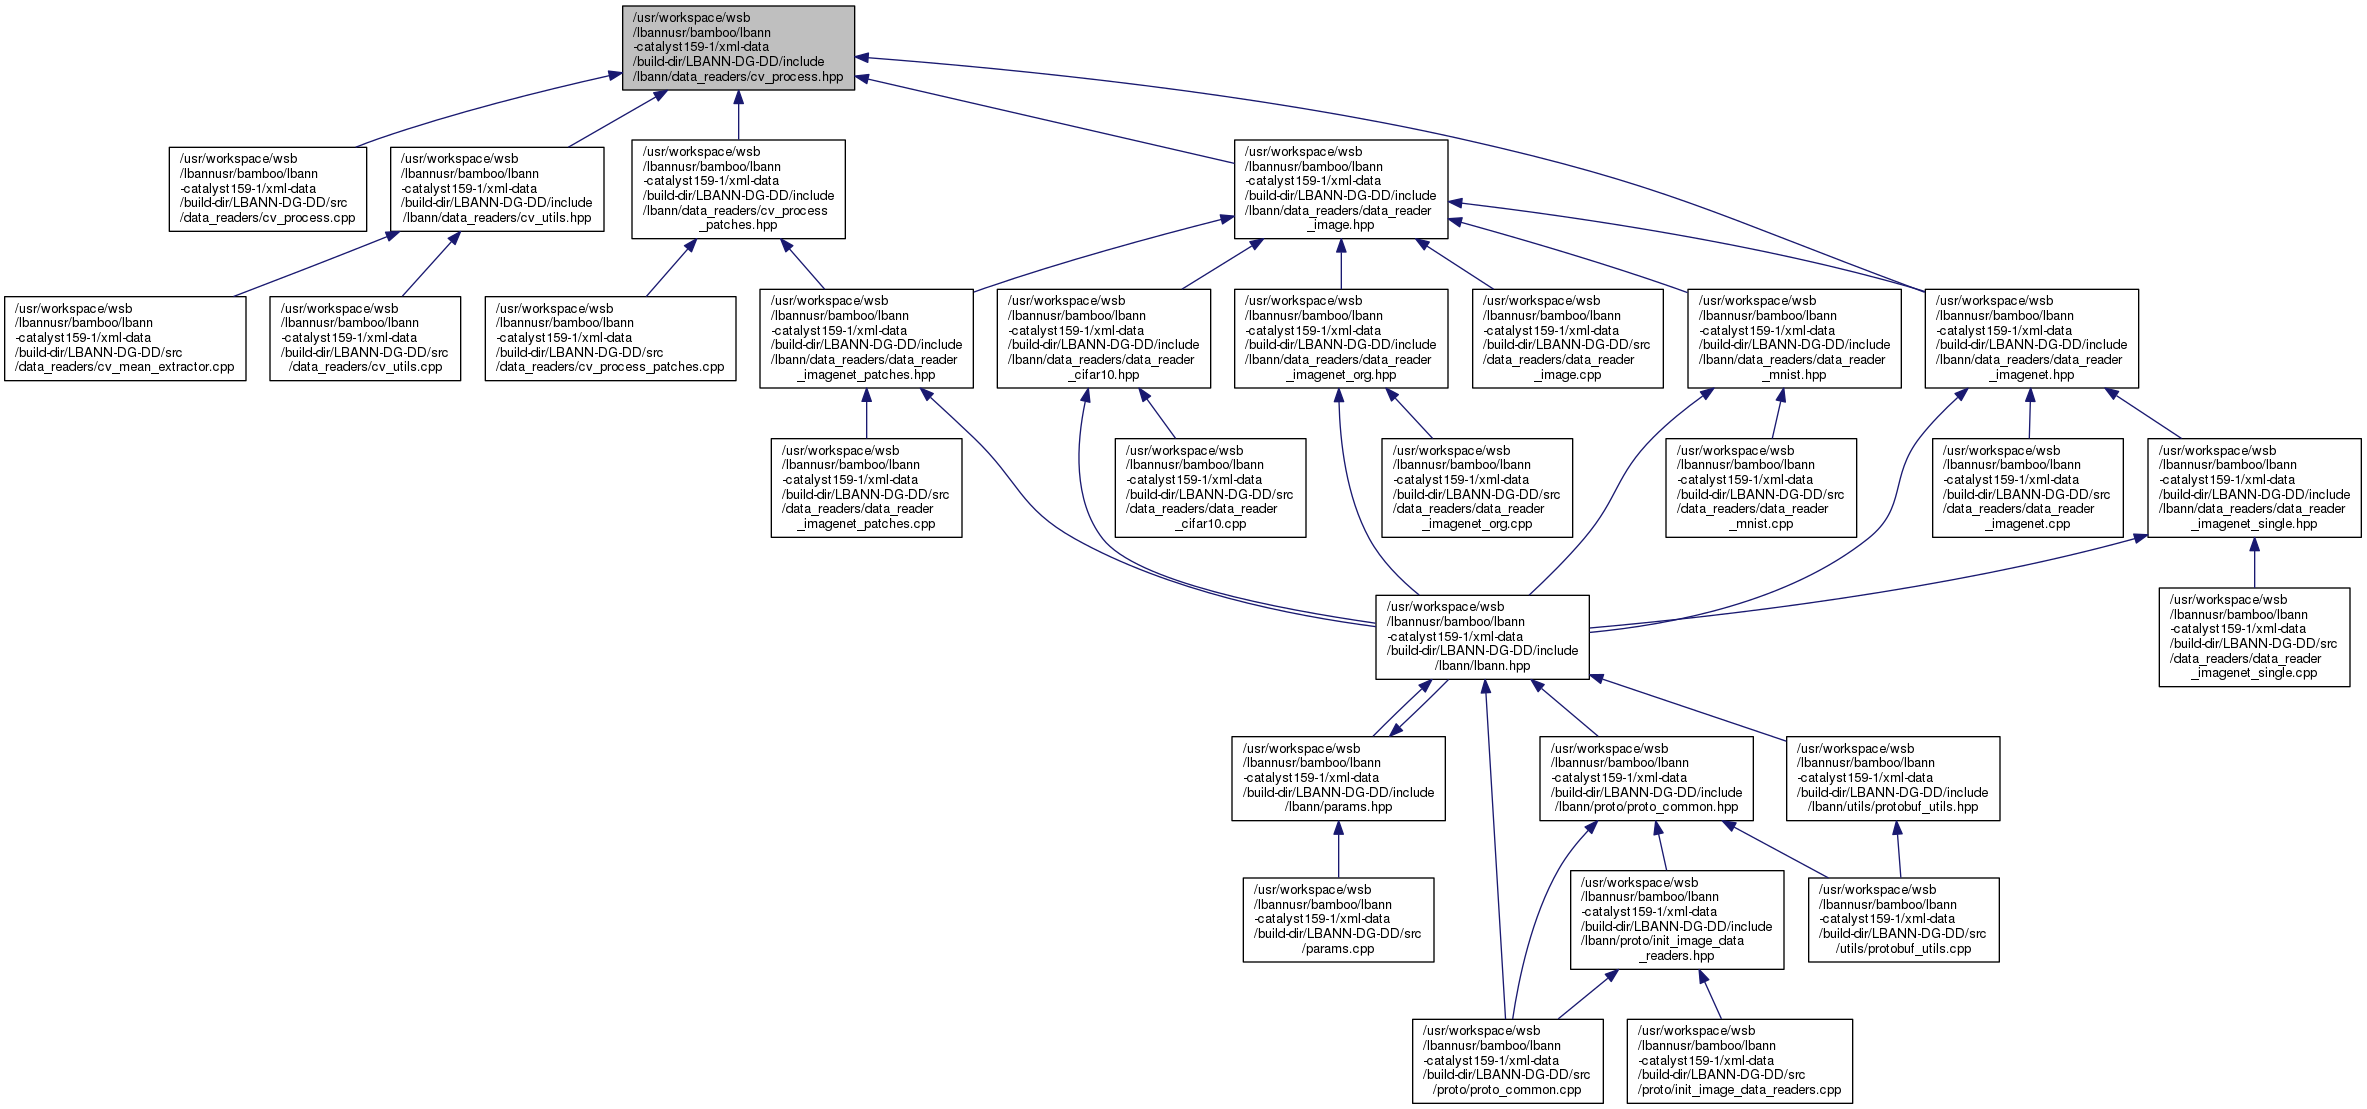 /usr/workspace/wsb
/lbannusr/bamboo/lbann
-catalyst159-1/xml-data
/build-dir/LBANN-DG-DD/include
/lbann/data_readers/cv_process.hpp
/usr/workspace/wsb
/lbannusr/bamboo/lbann
-catalyst159-1/xml-data
/build-dir/LBANN-DG-DD/src
/data_readers/cv_process.cpp
/usr/workspace/wsb
/lbannusr/bamboo/lbann
-catalyst159-1/xml-data
/build-dir/LBANN-DG-DD/include
/lbann/data_readers/cv_utils.hpp
/usr/workspace/wsb
/lbannusr/bamboo/lbann
-catalyst159-1/xml-data
/build-dir/LBANN-DG-DD/include
/lbann/data_readers/cv_process
_patches.hpp
/usr/workspace/wsb
/lbannusr/bamboo/lbann
-catalyst159-1/xml-data
/build-dir/LBANN-DG-DD/include
/lbann/data_readers/data_reader
_image.hpp
/usr/workspace/wsb
/lbannusr/bamboo/lbann
-catalyst159-1/xml-data
/build-dir/LBANN-DG-DD/src
/data_readers/cv_mean_extractor.cpp
/usr/workspace/wsb
/lbannusr/bamboo/lbann
-catalyst159-1/xml-data
/build-dir/LBANN-DG-DD/src
/data_readers/cv_utils.cpp
/usr/workspace/wsb
/lbannusr/bamboo/lbann
-catalyst159-1/xml-data
/build-dir/LBANN-DG-DD/src
/data_readers/cv_process_patches.cpp
/usr/workspace/wsb
/lbannusr/bamboo/lbann
-catalyst159-1/xml-data
/build-dir/LBANN-DG-DD/include
/lbann/data_readers/data_reader
_imagenet_patches.hpp
/usr/workspace/wsb
/lbannusr/bamboo/lbann
-catalyst159-1/xml-data
/build-dir/LBANN-DG-DD/include
/lbann/data_readers/data_reader
_cifar10.hpp
/usr/workspace/wsb
/lbannusr/bamboo/lbann
-catalyst159-1/xml-data
/build-dir/LBANN-DG-DD/include
/lbann/data_readers/data_reader
_imagenet_org.hpp
/usr/workspace/wsb
/lbannusr/bamboo/lbann
-catalyst159-1/xml-data
/build-dir/LBANN-DG-DD/src
/data_readers/data_reader
_image.cpp
/usr/workspace/wsb
/lbannusr/bamboo/lbann
-catalyst159-1/xml-data
/build-dir/LBANN-DG-DD/include
/lbann/data_readers/data_reader
_mnist.hpp
/usr/workspace/wsb
/lbannusr/bamboo/lbann
-catalyst159-1/xml-data
/build-dir/LBANN-DG-DD/include
/lbann/data_readers/data_reader
_imagenet.hpp
/usr/workspace/wsb
/lbannusr/bamboo/lbann
-catalyst159-1/xml-data
/build-dir/LBANN-DG-DD/src
/data_readers/data_reader
_imagenet_patches.cpp
/usr/workspace/wsb
/lbannusr/bamboo/lbann
-catalyst159-1/xml-data
/build-dir/LBANN-DG-DD/src
/data_readers/data_reader
_cifar10.cpp
/usr/workspace/wsb
/lbannusr/bamboo/lbann
-catalyst159-1/xml-data
/build-dir/LBANN-DG-DD/src
/data_readers/data_reader
_imagenet_org.cpp
/usr/workspace/wsb
/lbannusr/bamboo/lbann
-catalyst159-1/xml-data
/build-dir/LBANN-DG-DD/src
/data_readers/data_reader
_mnist.cpp
/usr/workspace/wsb
/lbannusr/bamboo/lbann
-catalyst159-1/xml-data
/build-dir/LBANN-DG-DD/src
/data_readers/data_reader
_imagenet.cpp
/usr/workspace/wsb
/lbannusr/bamboo/lbann
-catalyst159-1/xml-data
/build-dir/LBANN-DG-DD/include
/lbann/data_readers/data_reader
_imagenet_single.hpp
/usr/workspace/wsb
/lbannusr/bamboo/lbann
-catalyst159-1/xml-data
/build-dir/LBANN-DG-DD/include
/lbann/lbann.hpp
/usr/workspace/wsb
/lbannusr/bamboo/lbann
-catalyst159-1/xml-data
/build-dir/LBANN-DG-DD/src
/data_readers/data_reader
_imagenet_single.cpp
/usr/workspace/wsb
/lbannusr/bamboo/lbann
-catalyst159-1/xml-data
/build-dir/LBANN-DG-DD/include
/lbann/params.hpp
/usr/workspace/wsb
/lbannusr/bamboo/lbann
-catalyst159-1/xml-data
/build-dir/LBANN-DG-DD/include
/lbann/proto/proto_common.hpp
/usr/workspace/wsb
/lbannusr/bamboo/lbann
-catalyst159-1/xml-data
/build-dir/LBANN-DG-DD/include
/lbann/utils/protobuf_utils.hpp
/usr/workspace/wsb
/lbannusr/bamboo/lbann
-catalyst159-1/xml-data
/build-dir/LBANN-DG-DD/src
/params.cpp
/usr/workspace/wsb
/lbannusr/bamboo/lbann
-catalyst159-1/xml-data
/build-dir/LBANN-DG-DD/include
/lbann/proto/init_image_data
_readers.hpp
/usr/workspace/wsb
/lbannusr/bamboo/lbann
-catalyst159-1/xml-data
/build-dir/LBANN-DG-DD/src
/utils/protobuf_utils.cpp
/usr/workspace/wsb
/lbannusr/bamboo/lbann
-catalyst159-1/xml-data
/build-dir/LBANN-DG-DD/src
/proto/proto_common.cpp
/usr/workspace/wsb
/lbannusr/bamboo/lbann
-catalyst159-1/xml-data
/build-dir/LBANN-DG-DD/src
/proto/init_image_data_readers.cpp